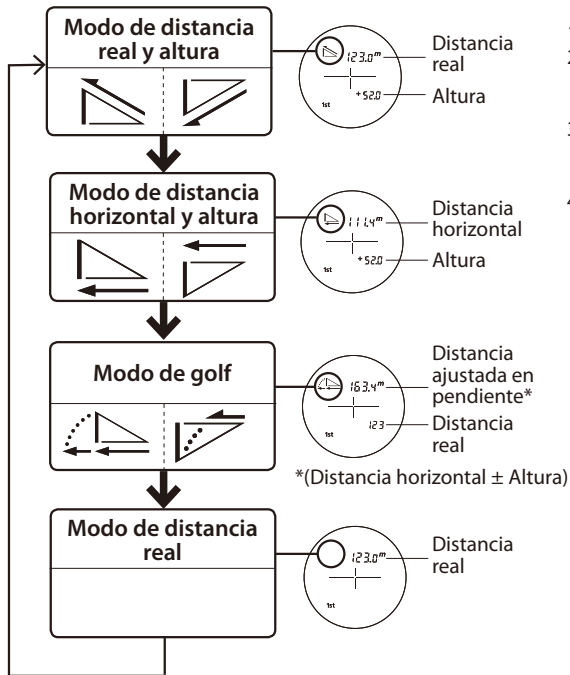 Modo de distancia
real y altura
123.0m
+52.0
1st
Distancia
real
Altura
Modo de distancia
horizontal y altura
111.4m
+52.0
1st
Distancia
horizontal
Altura
Modo de golf
163.4m
123
1st
Distancia
ajustada en
pendiente*
Distancia
real
*(Distancia horizontal ± Altura)
Modo de distancia
real
123.0m
1st
Distancia
real